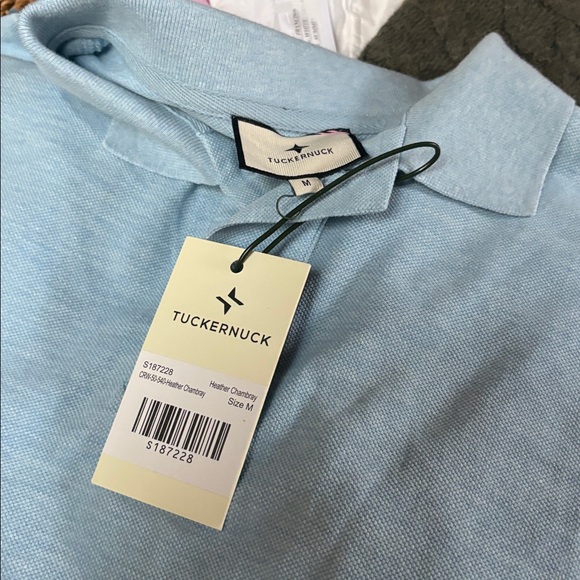 TUCKERNUCK
M
TUCKERNUCK
S187228
CRW-50-540-Heather Chambray Heather Chambray
Size M
S187228